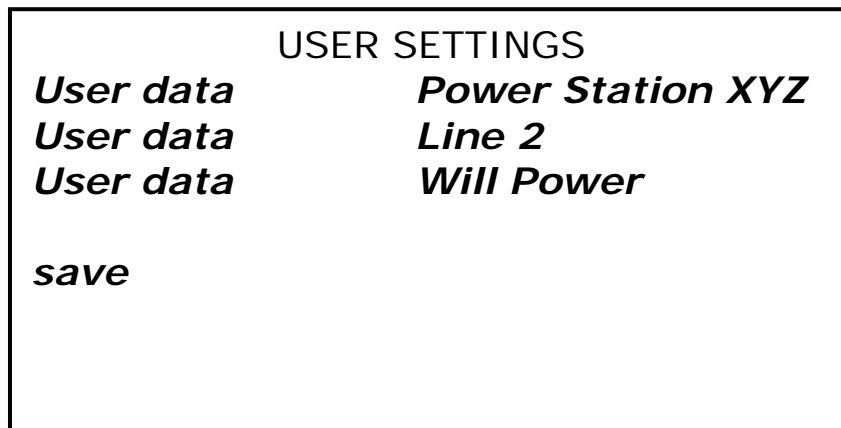 USER SETTINGS
User data Power Station XYZ
User data Line 2
User data Will Power
save